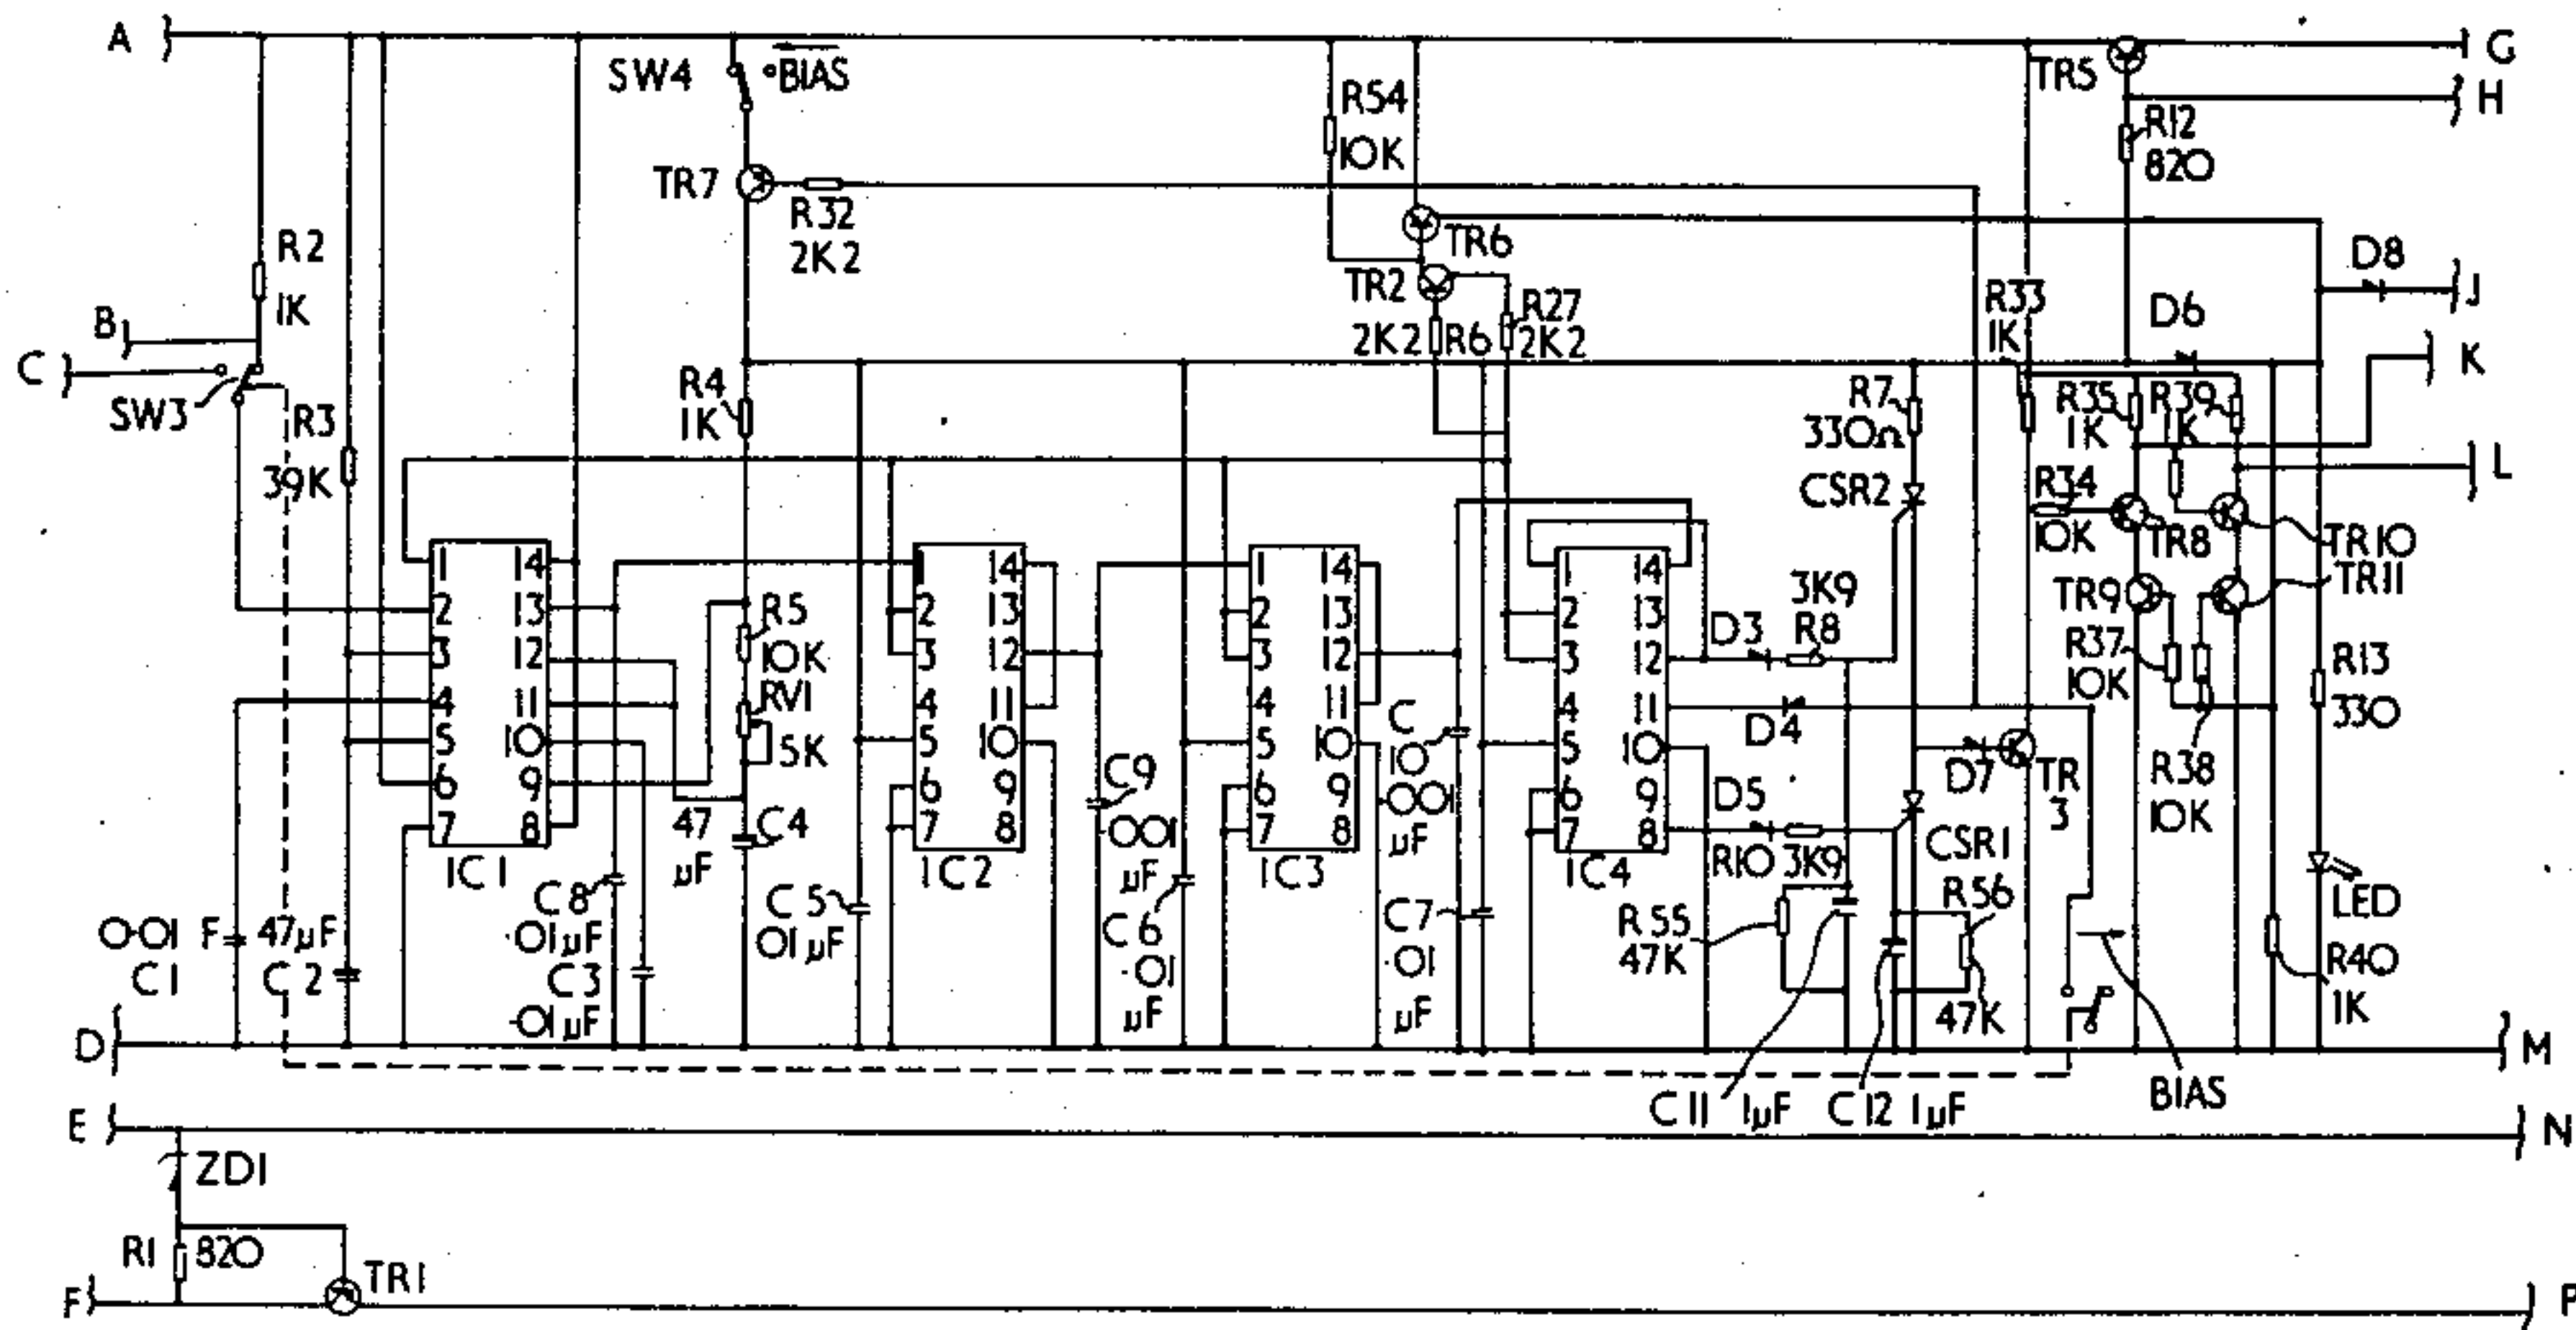 A
G
SW4
BIAS
TR5
H
R54
10K
R12
820
TR7
R32
2K2
TR6
R2
1K
TR2
D8
J
B
R27
R33
1K
D6
2K2
R6
2K2
C
K
SW3
R3
R4
1K
R7
330Ω
R35
1K
R39
1K
39K
CSR2
R34
10K
L
TR8
TR10
TR11
1 14
2 13
3 12
4 11
5 10
6 9
7 8
IC1
R5
10K
RV1
5K
47
µF
C4
1 14
2 13
3 12
4 11
5 10
6 9
7 8
IC2
C9
·001
µF
1 14
2 13
3 12
4 11
5 10
6 9
7 8
IC3
C
10
·001
µF
1 14
2 13
3 12
4 11
5 10
6 9
7 8
IC4
D3
3K9
R8
TR9
R37
10K
R13
330
D4
D7
TR
3
R38
10K
D5
R10 3K9
CSR1
C8
·01µF
C5
01µF
C6
·01
µF
C7
·01
µF
R55
47K
R56
LED
0·01 F
C1
47µF
C2
C3
·01µF
47K
R40
1K
D
M
C11 1µF
C12 1µF
BIAS
E
N
ZD1
R1
820
TR1
F
P